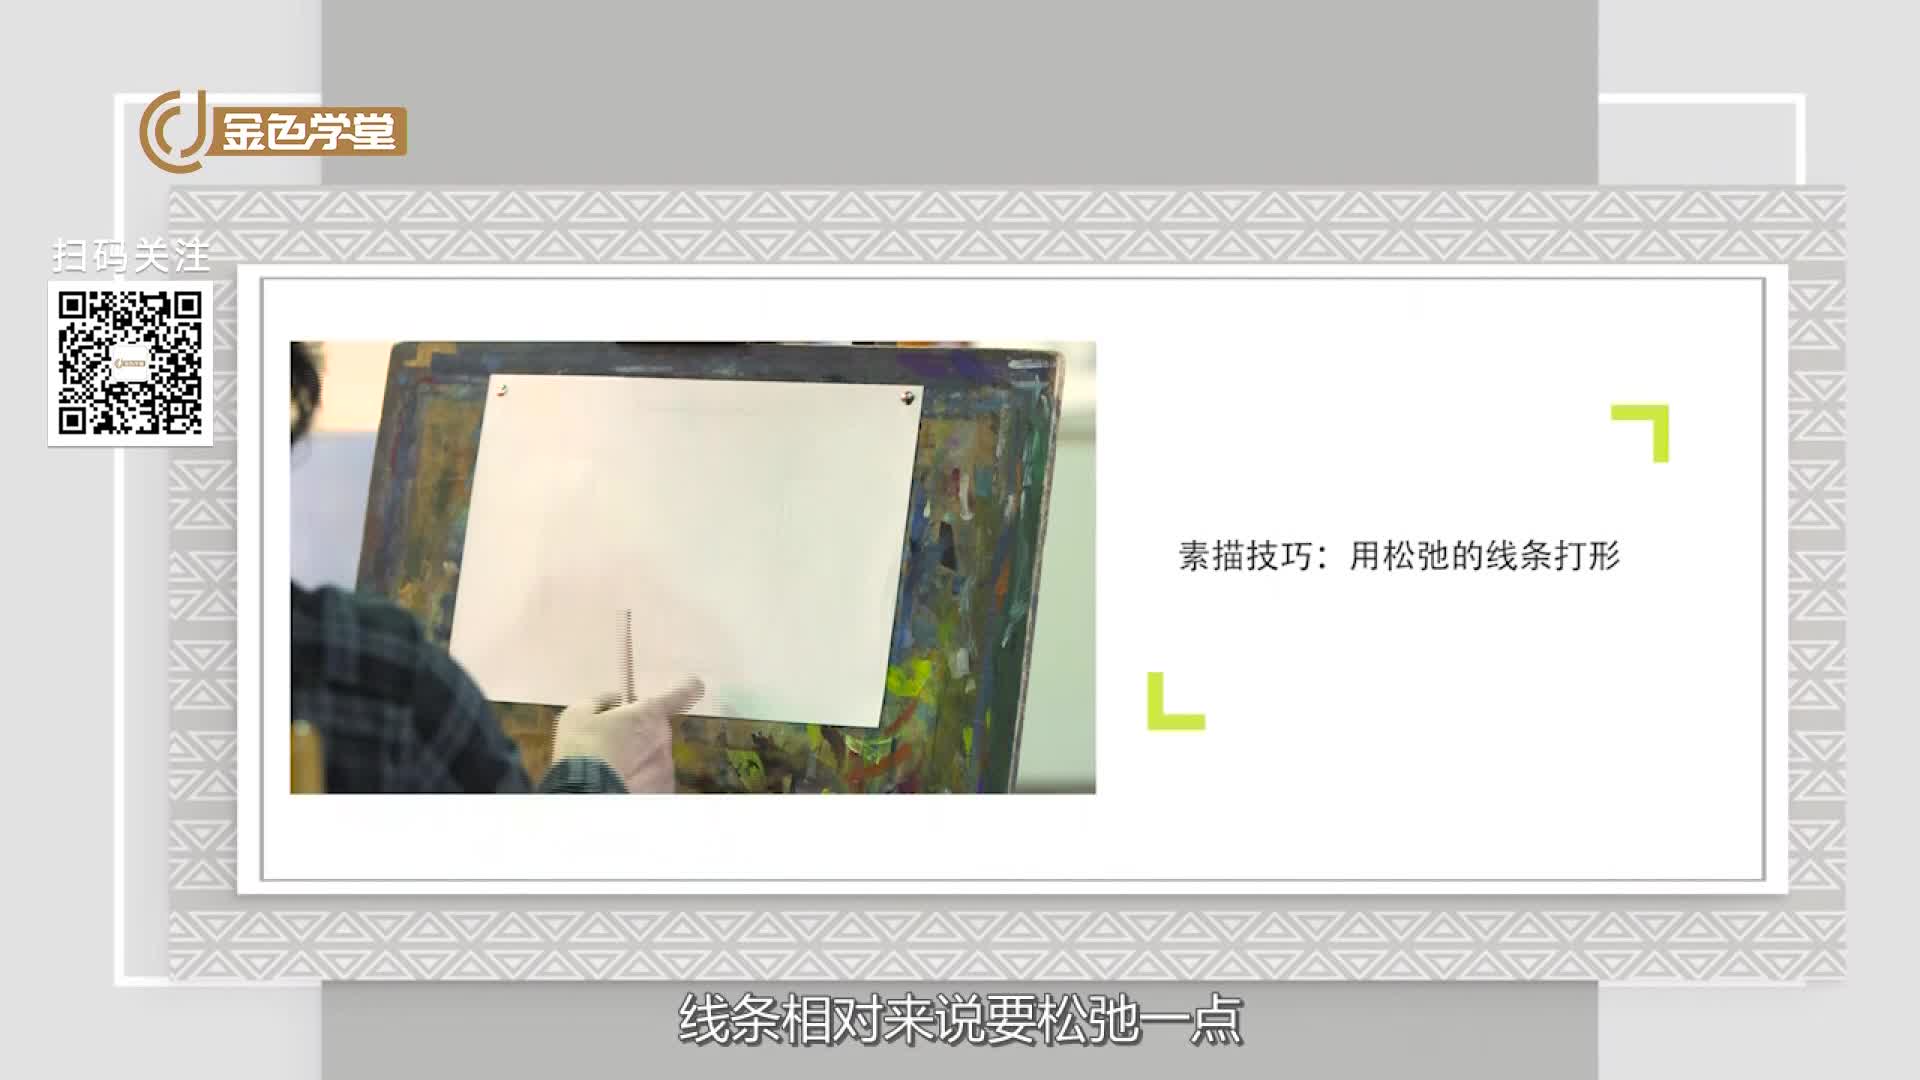 金色学堂
扫码关注
素描技巧：用松弛的线条打形
线条相对来说要松弛一点